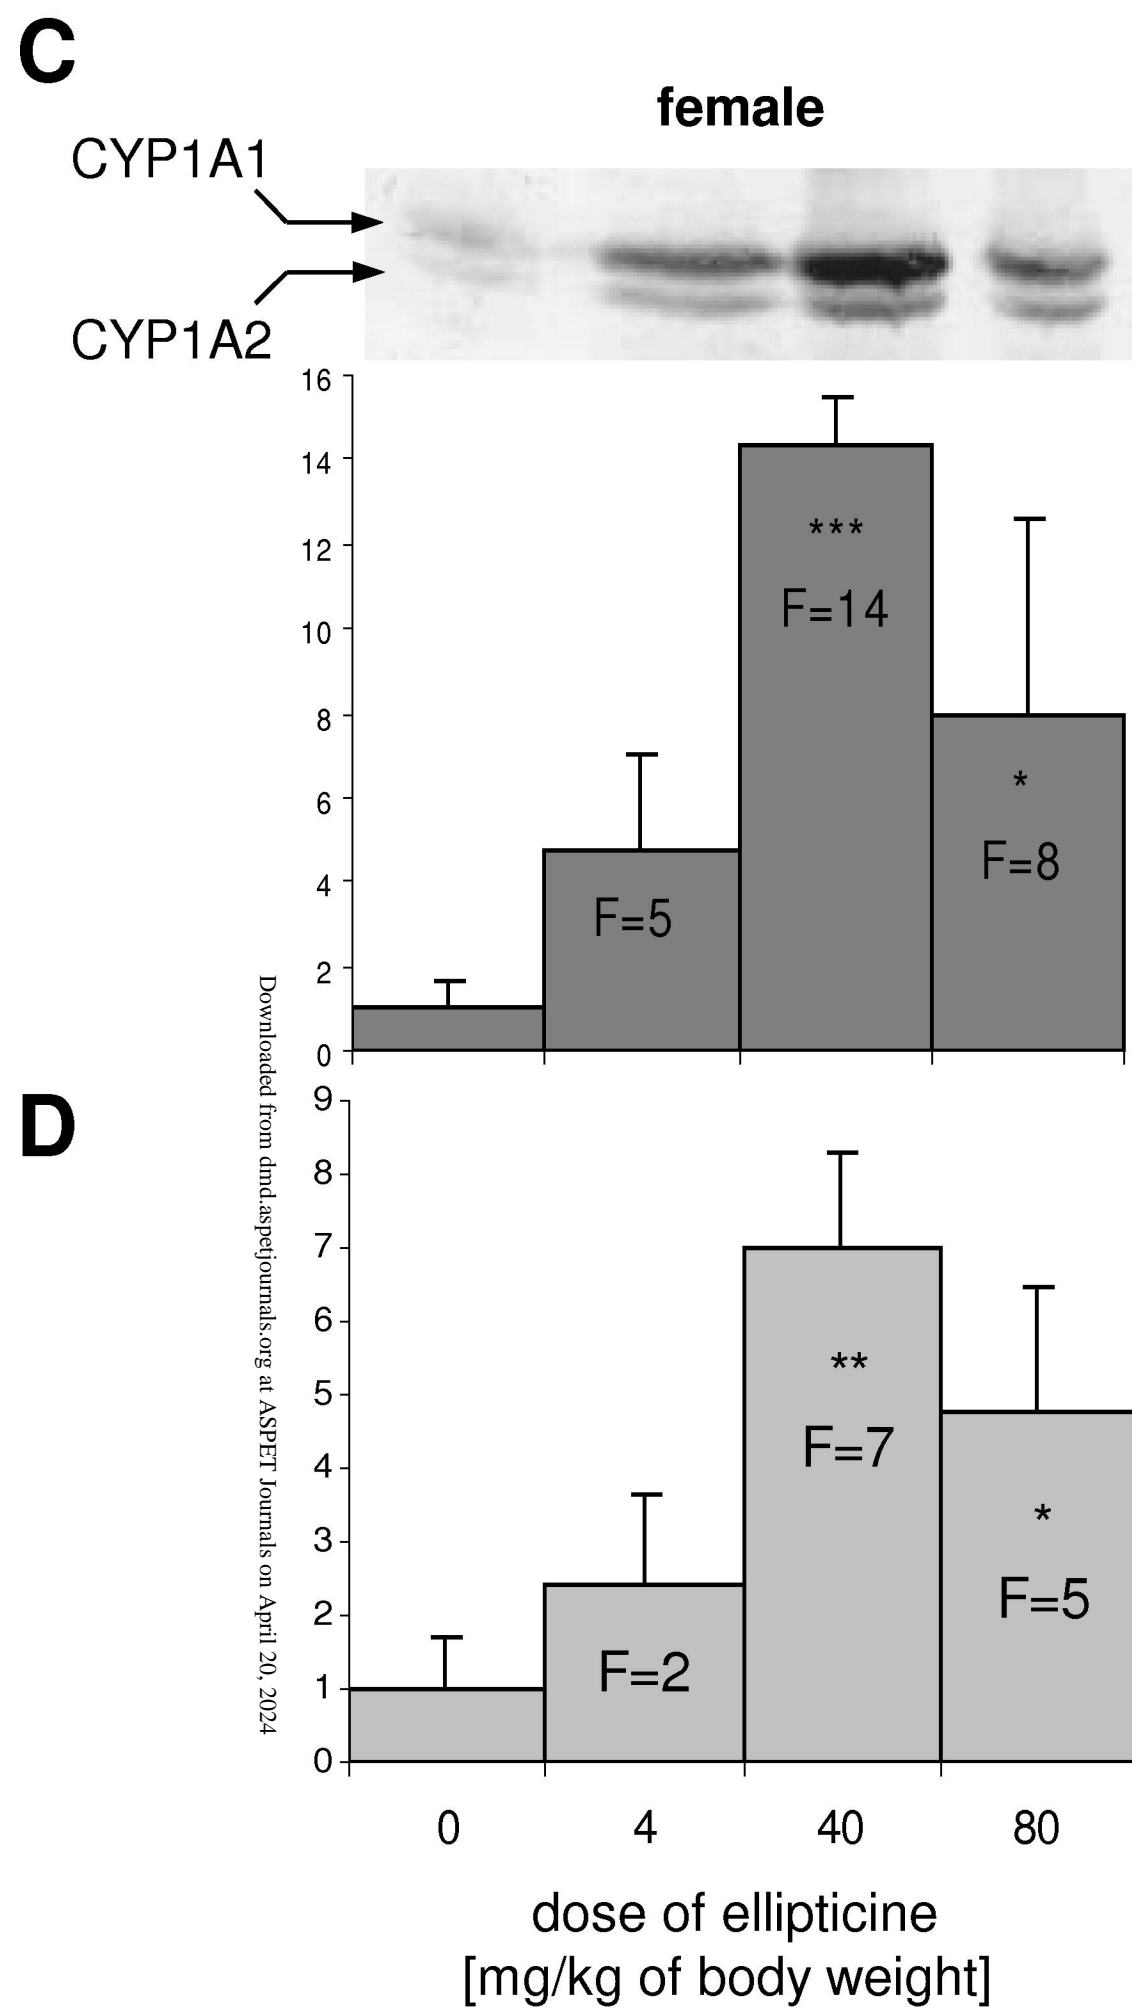 C
female
CYP1A1
CYP1A2
16
14
12
10
8
6
4
2
0
***
F=14
*
F=8
F=5
Downloaded from dmd.aspetjournals.org at ASPET Journals on April 20, 2024
D
9
8
7
6
5
4
3
2
1
0
**
F=7
*
F=5
F=2
0 4 40 80
dose of ellipticine
[mg/kg of body weight]